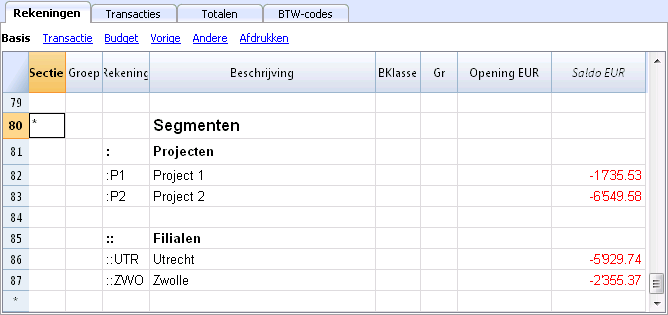 Rekeningen Transacties Totalen BTW-codes
Basis Transactie Budget Vorige Andere Afdrukken
Sectie Groep Rekening Beschrijving BKlasse Gr Opening EUR Saldo EUR
79
80 * Segmenten
81 : Projecten
82 :P1 Project 1 -1'735.53
83 :P2 Project 2 -6'549.58
84
85 :: Filialen
86 ::UTR Utrecht -5'929.74
87 ::ZWO Zwolle -2'355.37
*